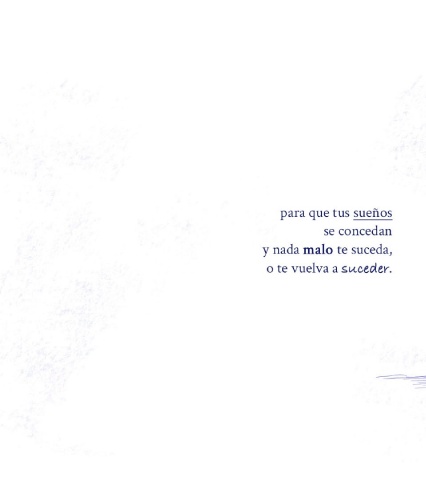 para que tus sueños
se concedan
y nada malo te suceda,
o te vuelva a suceder.